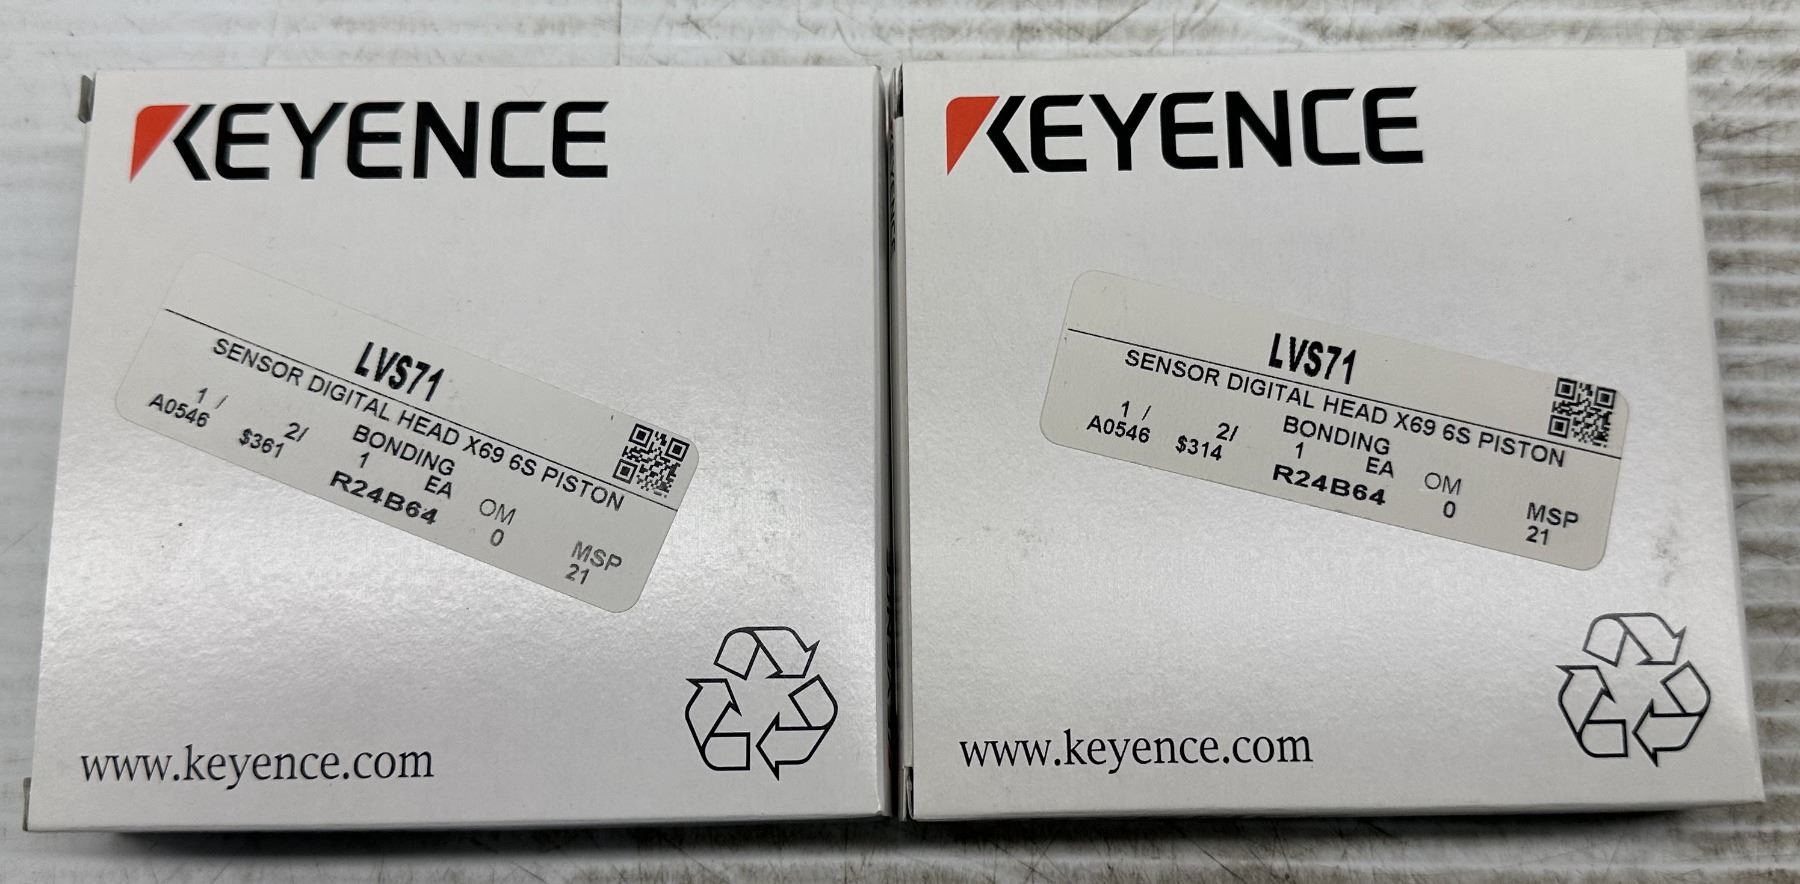 KEYENCE
LVS71
SENSOR DIGITAL HEAD X69 6S PISTON
1 / 2/ BONDING
A0546 $361 1 EA OM MSP
R24B64 0 21
www.keyence.com
KEYENCE
LVS71
SENSOR DIGITAL HEAD X69 6S PISTON
1 / 2/ BONDING
A0546 $314 1 EA OM MSP
R24B64 0 21
www.keyence.com